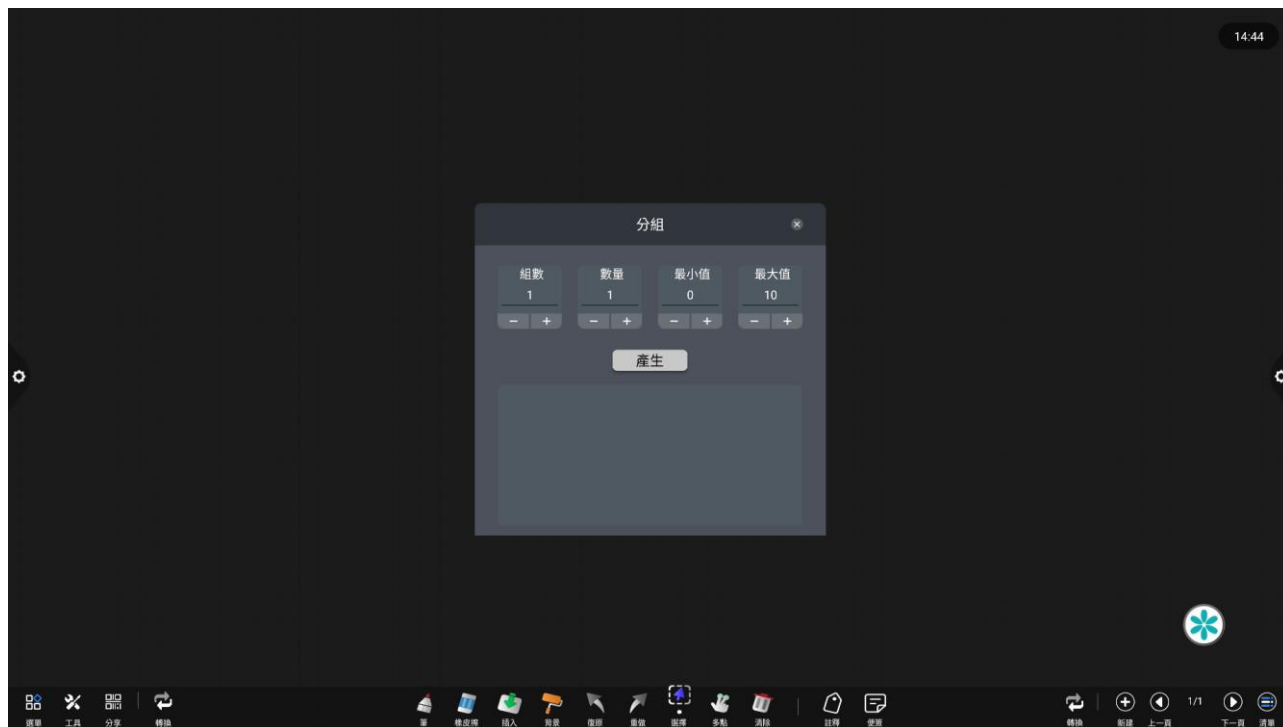 14:44
分組
組數 數量 最小值 最大值
1 1 0 10
- + - + - + - +
產生
選單 工具 分享 轉換 筆 橡皮擦 插入 背景 復原 重做 選擇 多點 清除 註釋 便簽 轉換 新建 上一頁 1/1 下一頁 清單